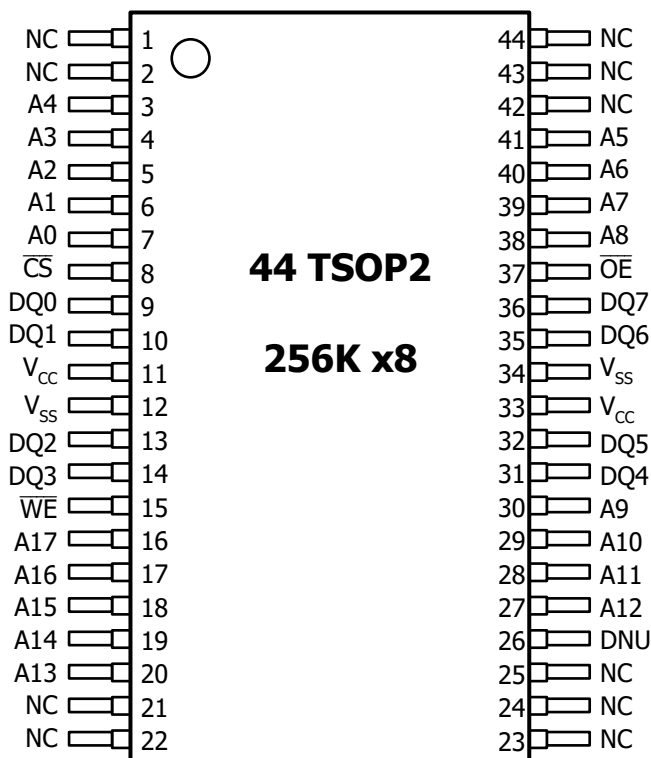 NC 1 44 NC
NC 2 43 NC
A4 3 42 NC
A3 4 41 A5
A2 5 40 A6
A1 6 39 A7
A0 7 38 A8
C̅S̅ 8 37 O̅E̅
44 TSOP2
DQ0 9 36 DQ7
DQ1 10 35 DQ6
256K x8
VCC 11 34 VSS
VSS 12 33 VCC
DQ2 13 32 DQ5
DQ3 14 31 DQ4
W̅E̅ 15 30 A9
A17 16 29 A10
A16 17 28 A11
A15 18 27 A12
A14 19 26 DNU
A13 20 25 NC
NC 21 24 NC
NC 22 23 NC